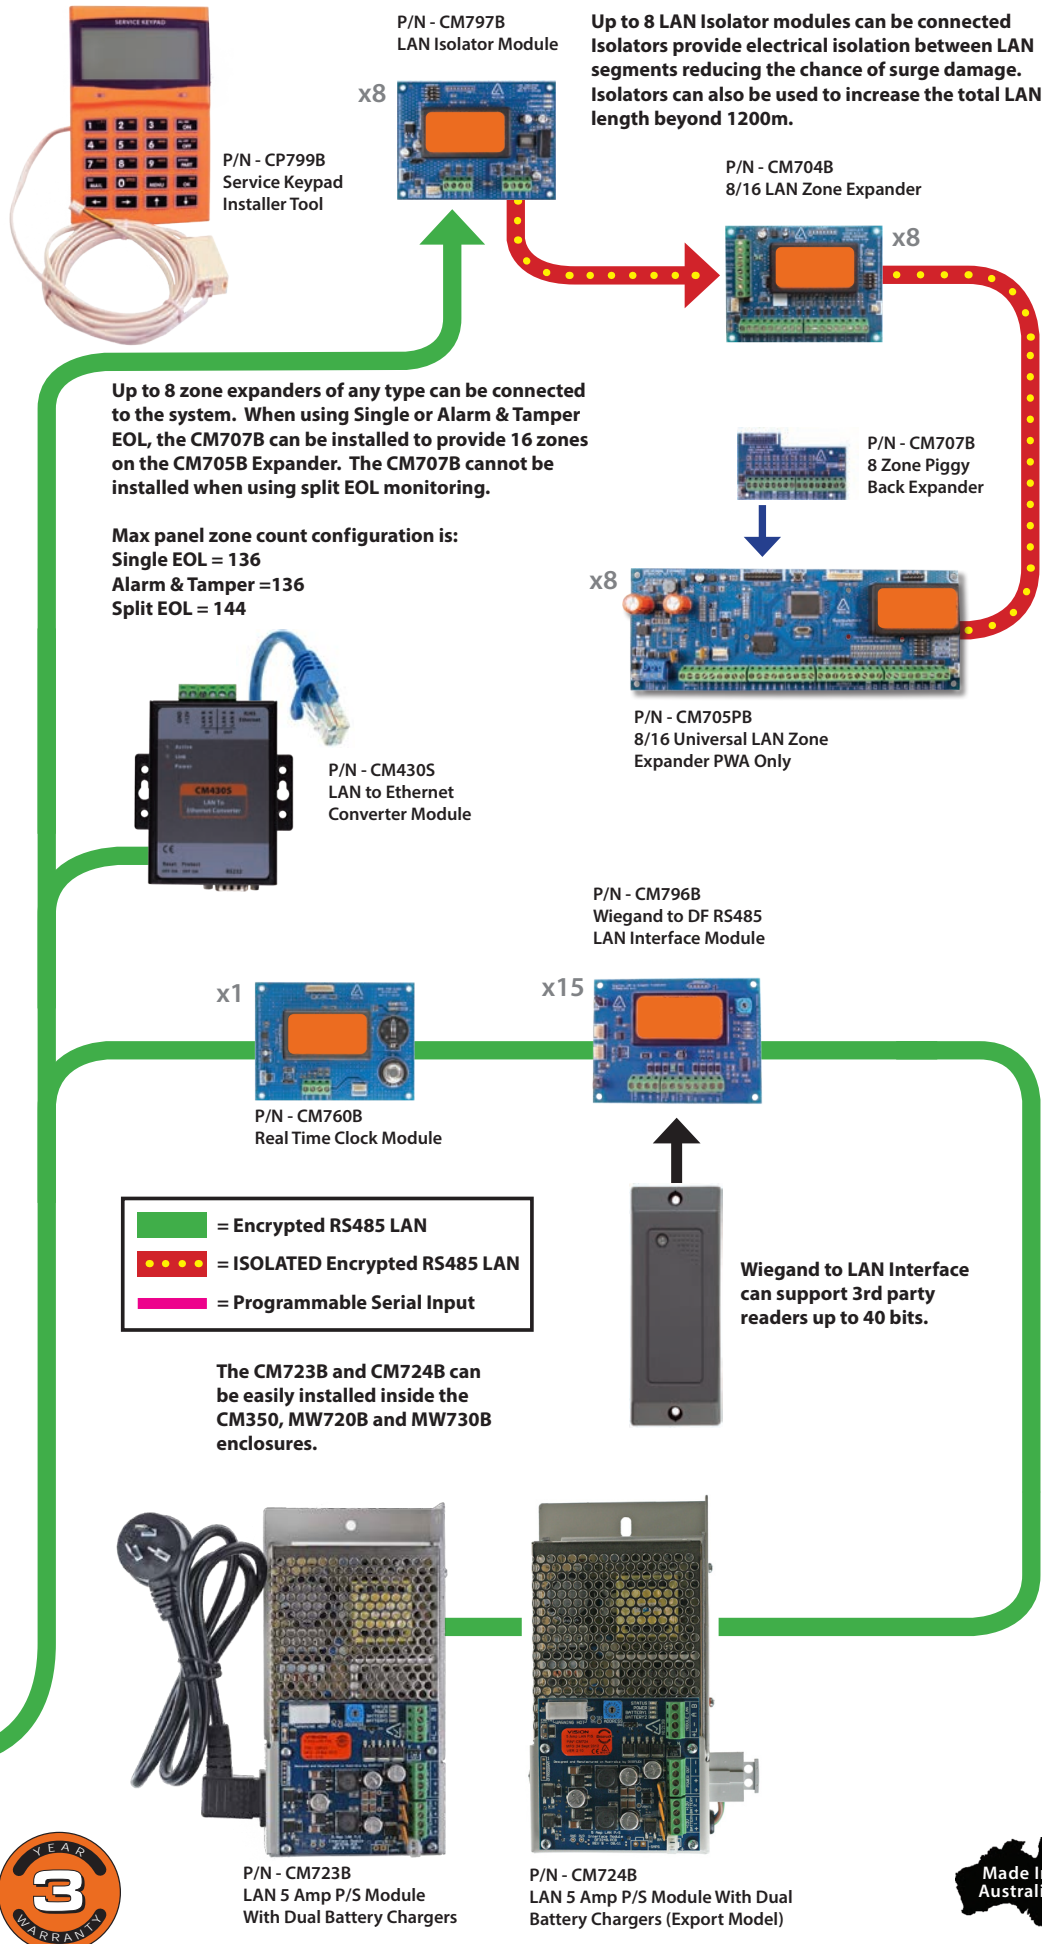 SERVICE KEYPAD
P/N - CP799B
Service Keypad
Installer Tool
P/N - CM797B
LAN Isolator Module
x8
Up to 8 LAN Isolator modules can be connected
Isolators provide electrical isolation between LAN
segments reducing the chance of surge damage.
Isolators can also be used to increase the total LAN
length beyond 1200m.
P/N - CM704B
8/16 LAN Zone Expander
x8
Up to 8 zone expanders of any type can be connected
to the system. When using Single or Alarm & Tamper
EOL, the CM707B can be installed to provide 16 zones
on the CM705B Expander. The CM707B cannot be
installed when using split EOL monitoring.
Max panel zone count configuration is:
Single EOL = 136
Alarm & Tamper =136
Split EOL = 144
P/N - CM707B
8 Zone Piggy
Back Expander
x8
P/N - CM705PB
8/16 Universal LAN Zone
Expander PWA Only
CM430S
LAN To
Ethernet Converter
P/N - CM430S
LAN to Ethernet
Converter Module
P/N - CM796B
Wiegand to DF RS485
LAN Interface Module
x1
x15
P/N - CM760B
Real Time Clock Module
= Encrypted RS485 LAN
= ISOLATED Encrypted RS485 LAN
= Programmable Serial Input
Wiegand to LAN Interface
can support 3rd party
readers up to 40 bits.
The CM723B and CM724B can
be easily installed inside the
CM350, MW720B and MW730B
enclosures.
P/N - CM723B
LAN 5 Amp P/S Module
With Dual Battery Chargers
P/N - CM724B
LAN 5 Amp P/S Module With Dual
Battery Chargers (Export Model)
YEAR
3
WARRANTY
Made In
Australi